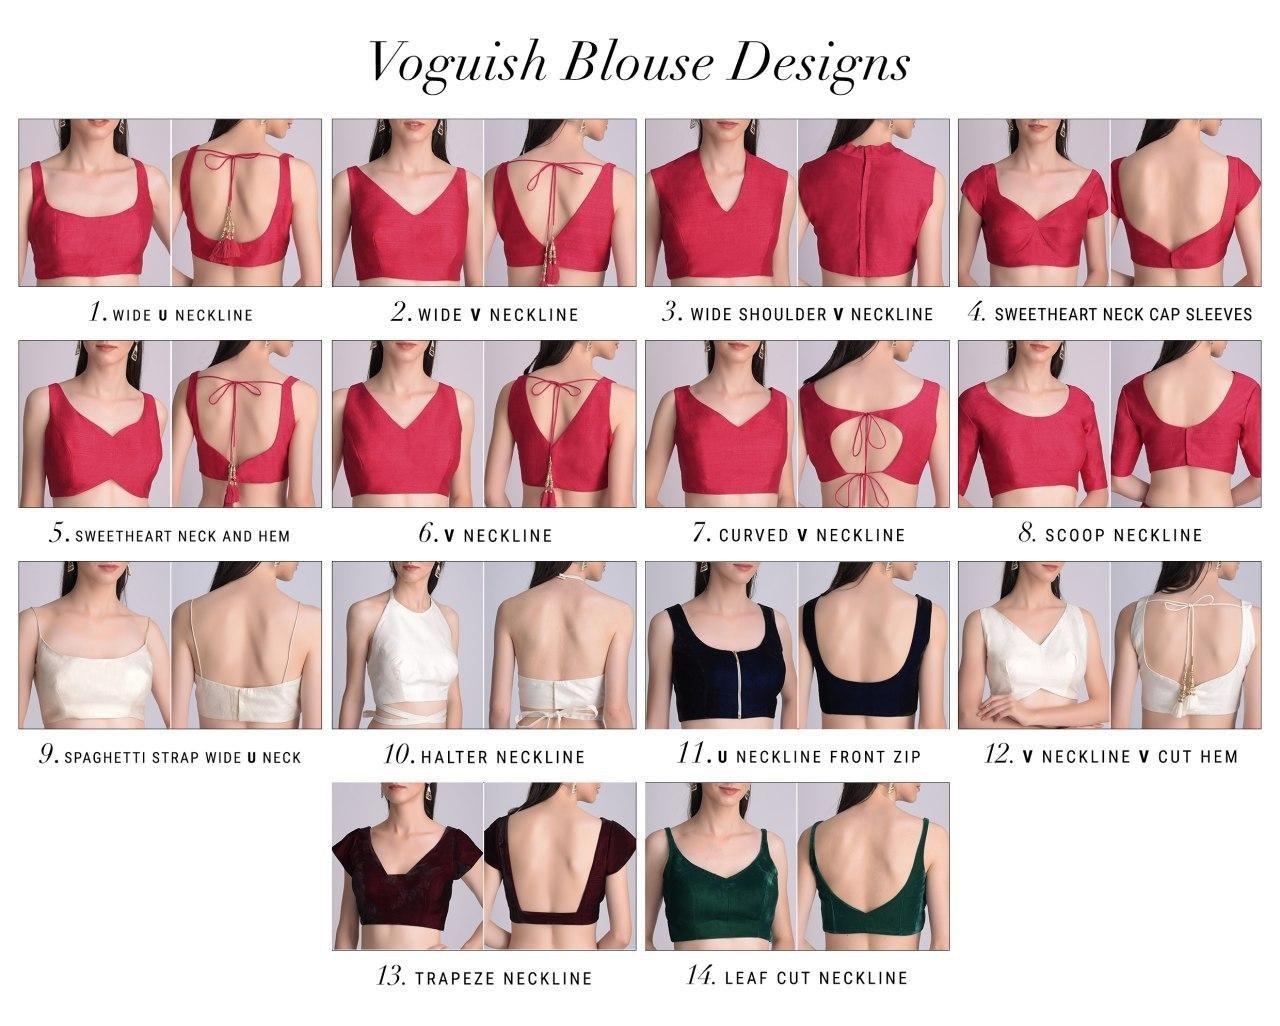 Voguish Blouse Designs
1. WIDE U NECKLINE
2. WIDE V NECKLINE
3. WIDE SHOULDER V NECKLINE
4. SWEETHEART NECK CAP SLEEVES
5. SWEETHEART NECK AND HEM
6. V NECKLINE
7. CURVED V NECKLINE
8. SCOOP NECKLINE
9. SPAGHETTI STRAP WIDE U NECK
10. HALTER NECKLINE
11. U NECKLINE FRONT ZIP
12. V NECKLINE V CUT HEM
13. TRAPEZE NECKLINE
14. LEAF CUT NECKLINE